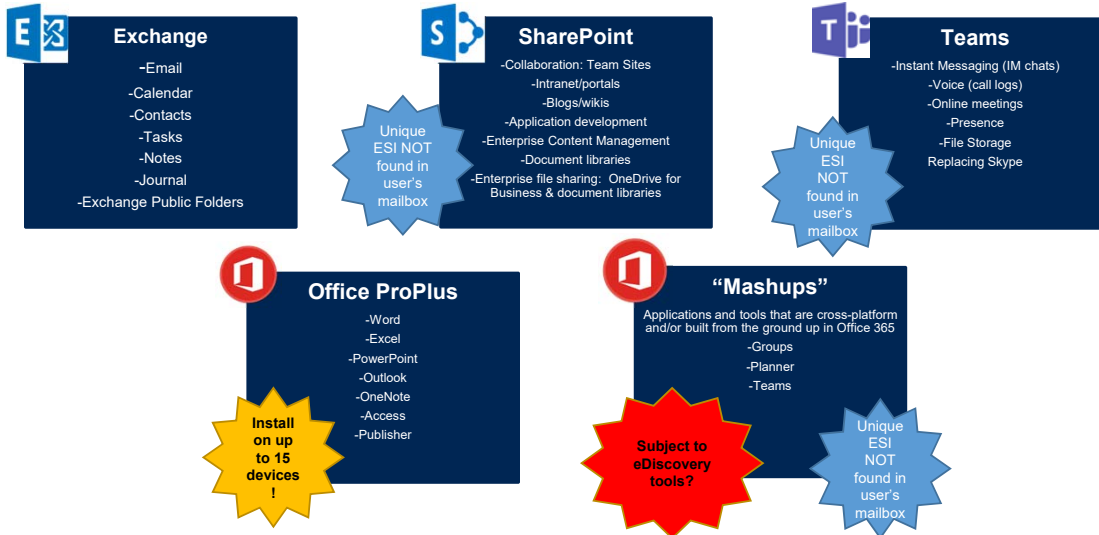 Exchange
-Email
-Calendar
-Contacts
-Tasks
-Notes
-Journal
-Exchange Public Folders
SharePoint
-Collaboration: Team Sites
-Intranet/portals
-Blogs/wikis
-Application development
-Enterprise Content Management
-Document libraries
-Enterprise file sharing: OneDrive for
Business & document libraries
Unique
ESI NOT
found in
user's
mailbox
Teams
-Instant Messaging (IM chats)
-Voice (call logs)
-Online meetings
-Presence
-File Storage
Replacing Skype
Unique
ESI
NOT
found in
user's
mailbox
Office ProPlus
-Word
-Excel
-PowerPoint
-Outlook
-OneNote
-Access
-Publisher
Install
on up
to 15
devices
!
“Mashups”
Applications and tools that are cross-platform
and/or built from the ground up in Office 365
-Groups
-Planner
-Teams
Subject to
eDiscovery
tools?
Unique
ESI
NOT
found in
user's
mailbox